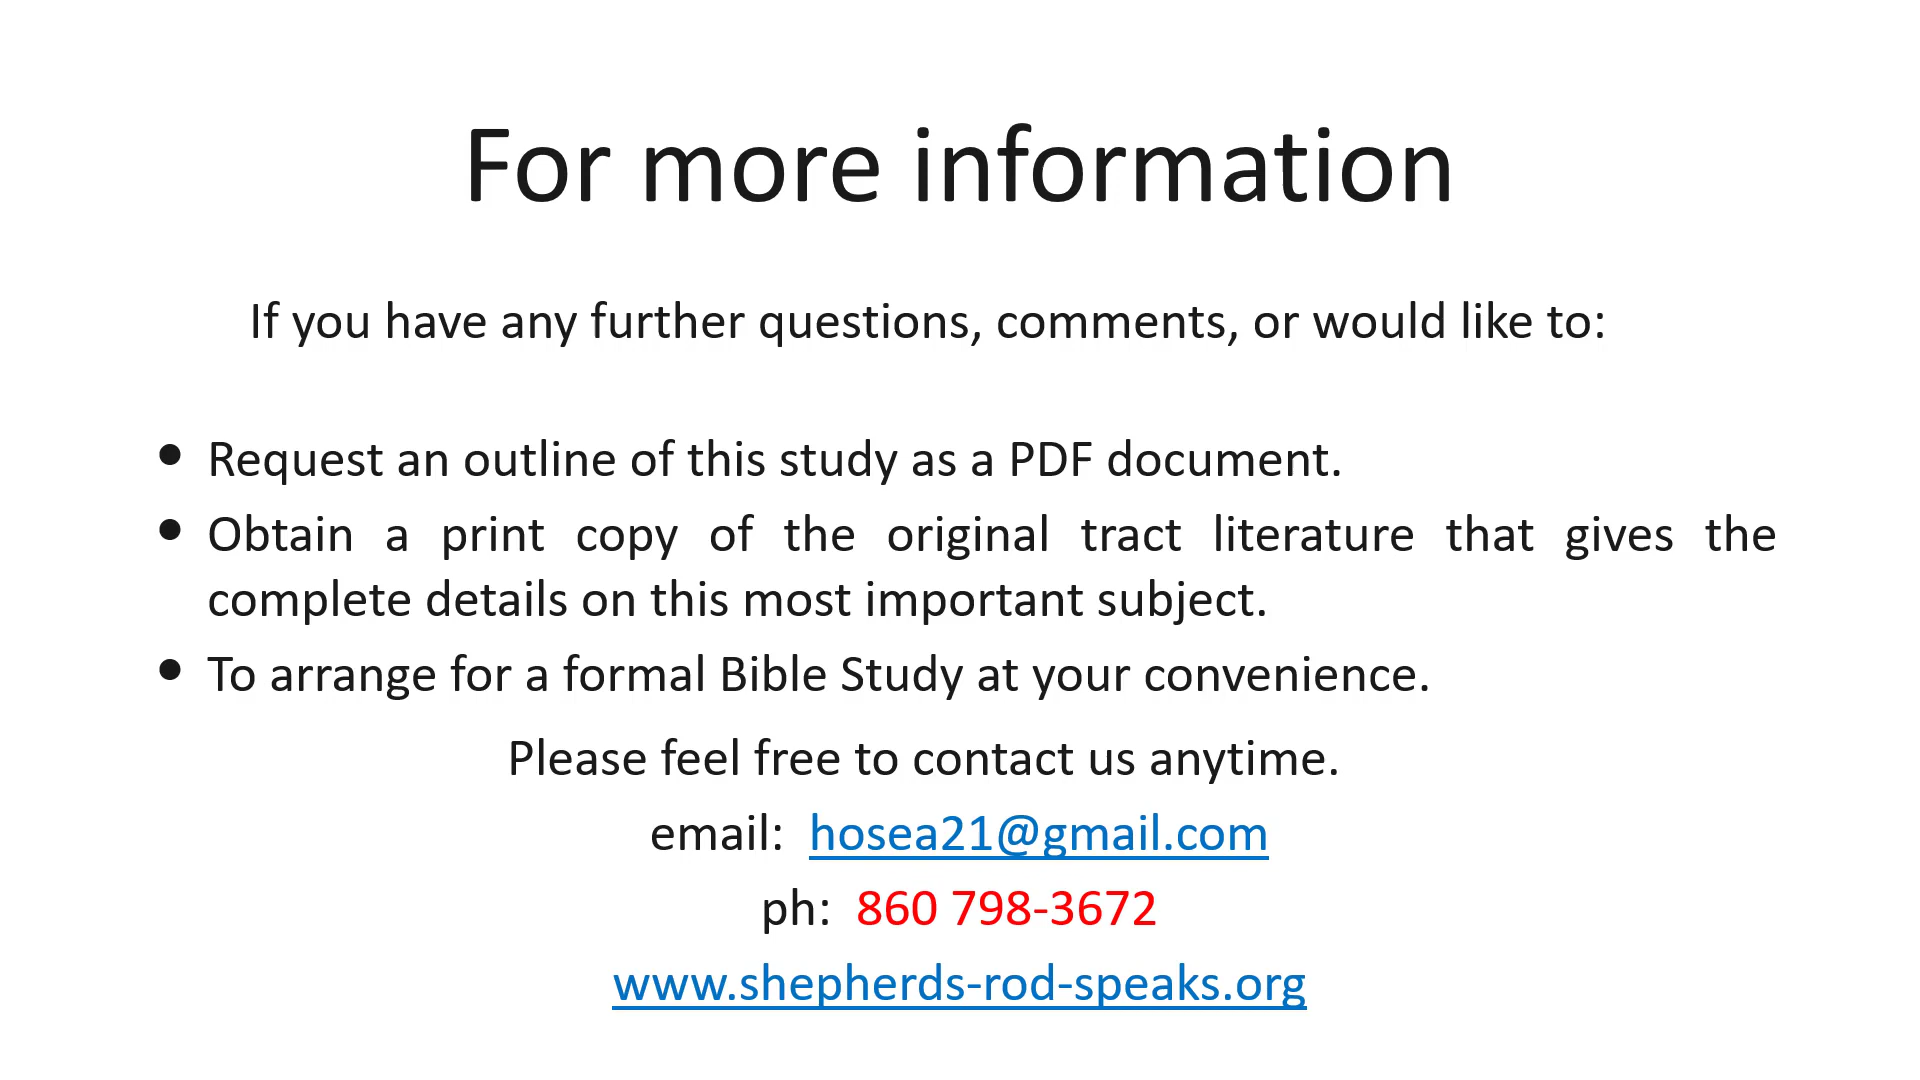 For more information
If you have any further questions, comments, or would like to:
• Request an outline of this study as a PDF document.
• Obtain a print copy of the original tract literature that gives the
complete details on this most important subject.
• To arrange for a formal Bible Study at your convenience.
Please feel free to contact us anytime.
email: hosea21@gmail.com
ph: 860 798-3672
www.shepherds-rod-speaks.org